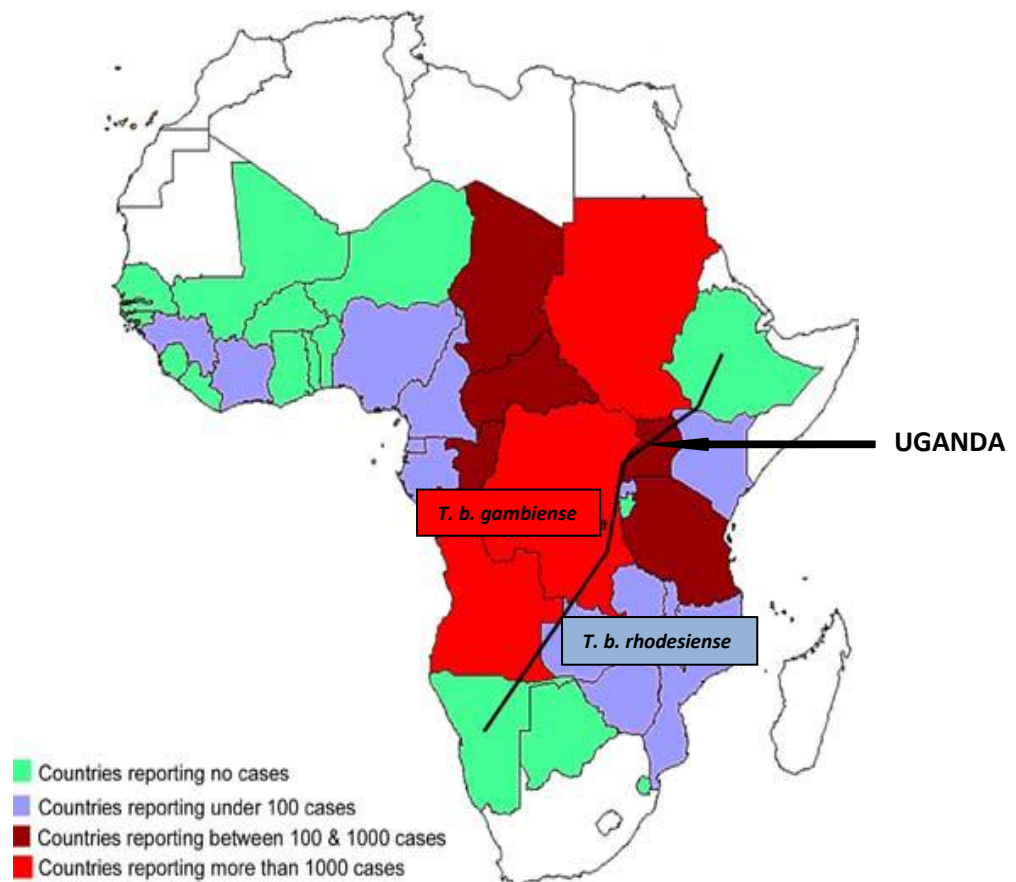 UGANDA
T. b. gambiense
T. b. rhodesiense
Countries reporting no cases
Countries reporting under 100 cases
Countries reporting between 100 & 1000 cases
Countries reporting more than 1000 cases